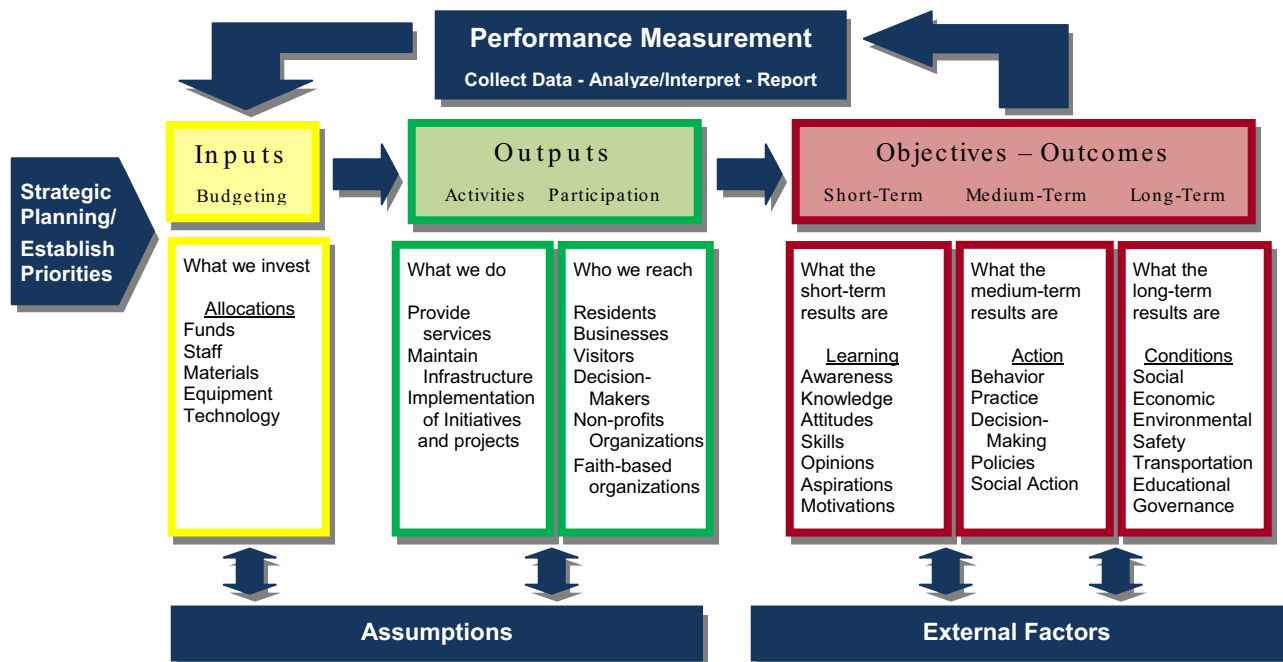 Performance Measurement
Collect Data - Analyze/Interpret - Report
Strategic
Planning/
Establish
Priorities
Inputs
Budgeting
Outputs
Activities Participation
Objectives – Outcomes
Short-Term Medium-Term Long-Term
What we invest
Allocations
Funds
Staff
Materials
Equipment
Technology
What we do
Provide
services
Maintain
Infrastructure
Implementation
of Initiatives
and projects
Who we reach
Residents
Businesses
Visitors
Decision-
Makers
Non-profits
Organizations
Faith-based
organizations
What the
short-term
results are
Learning
Awareness
Knowledge
Attitudes
Skills
Opinions
Aspirations
Motivations
What the
medium-term
results are
Action
Behavior
Practice
Decision-
Making
Policies
Social Action
What the
long-term
results are
Conditions
Social
Economic
Environmental
Safety
Transportation
Educational
Governance
Assumptions
External Factors